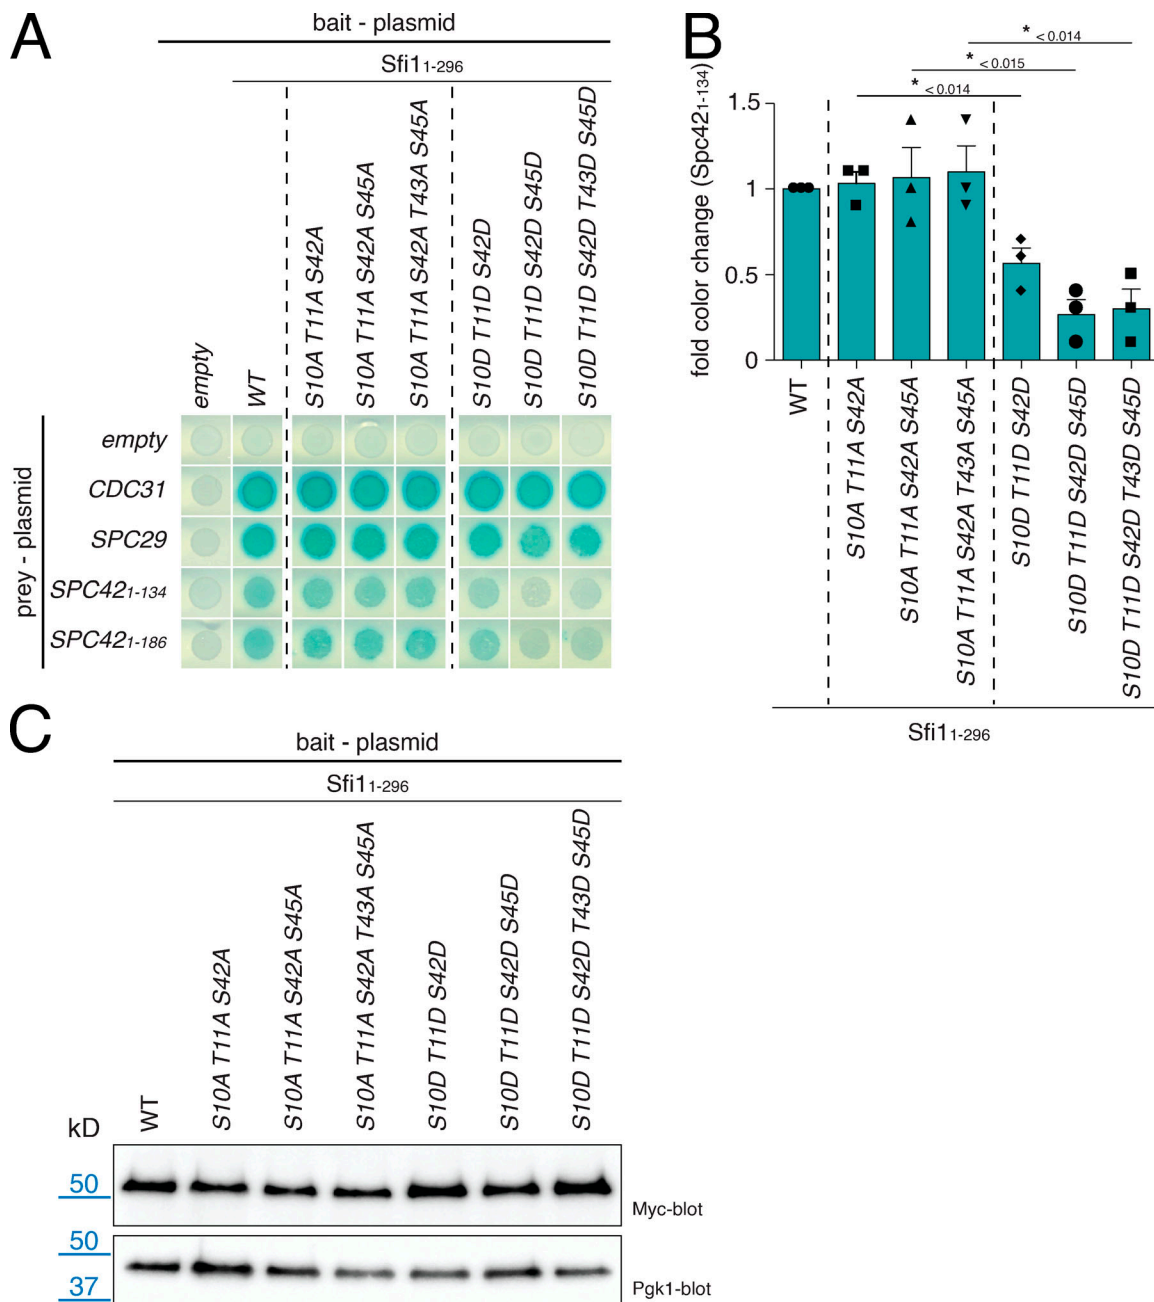 A
bait - plasmid
Sfi11-296
empty
WT
S10A T11A S42A
S10A T11A S42A S45A
S10A T11A S42A T43A S45A
S10D T11D S42D
S10D T11D S42D S45D
S10D T11D S42D T43D S45D
prey - plasmid
empty
CDC31
SPC29
SPC421-134
SPC421-186
B
* < 0.014
* < 0.015
* < 0.014
fold color change (Spc421-134)
1.5
1
0.5
0
WT
S10A T11A S42A
S10A T11A S42A S45A
S10A T11A S42A T43A S45A
S10D T11D S42D
S10D T11D S42D S45D
S10D T11D S42D T43D S45D
Sfi11-296
C
bait - plasmid
Sfi11-296
kD
WT
S10A T11A S42A
S10A T11A S42A S45A
S10A T11A S42A T43A S45A
S10D T11D S42D
S10D T11D S42D S45D
S10D T11D S42D T43D S45D
50
Myc-blot
50
37
Pgk1-blot